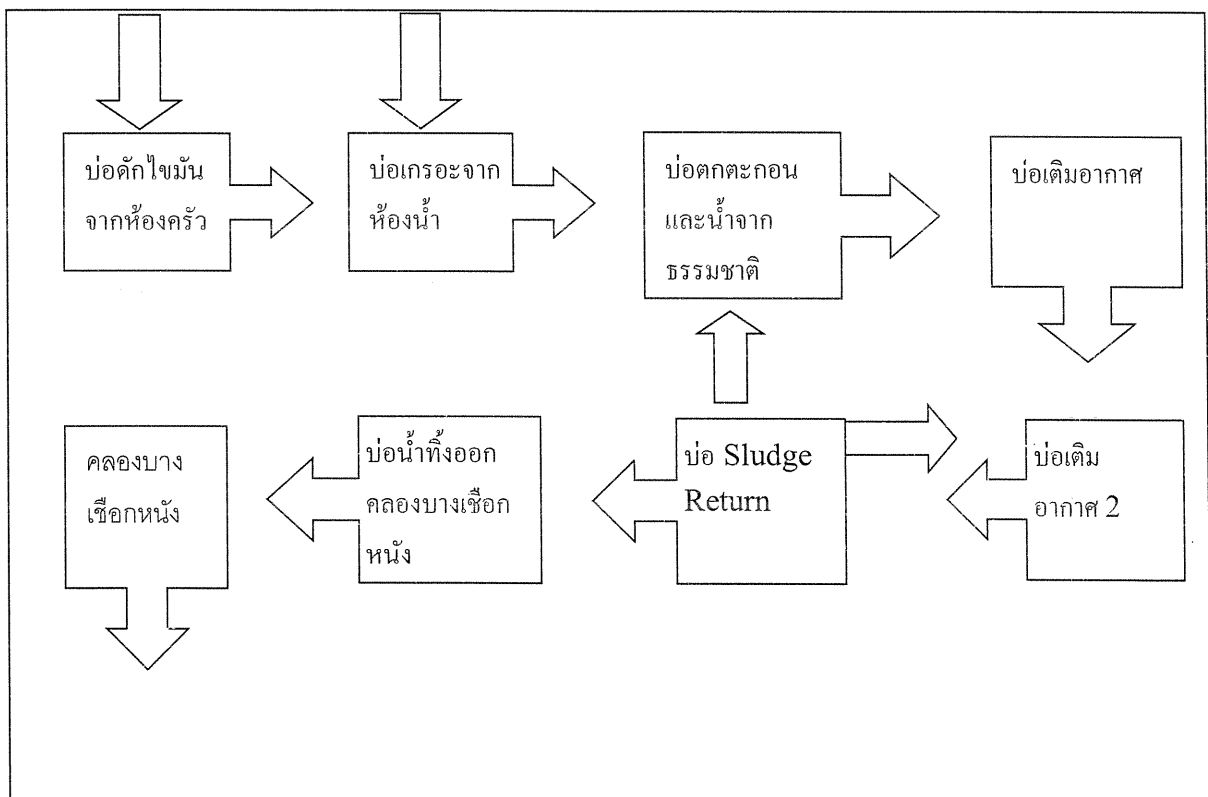 บ่อดักไขมัน
จากห้องครัว
บ่อเกรอะจาก
ห้องน้ำ
บ่อตกตะกอน
และน้ำจาก
ธรรมชาติ
บ่อเติมอากาศ
คลองบาง
เชือกหนัง
บ่อน้ำทิ้งออก
คลองบางเชือก
หนัง
บ่อ Sludge
Return
บ่อเติม
อากาศ 2